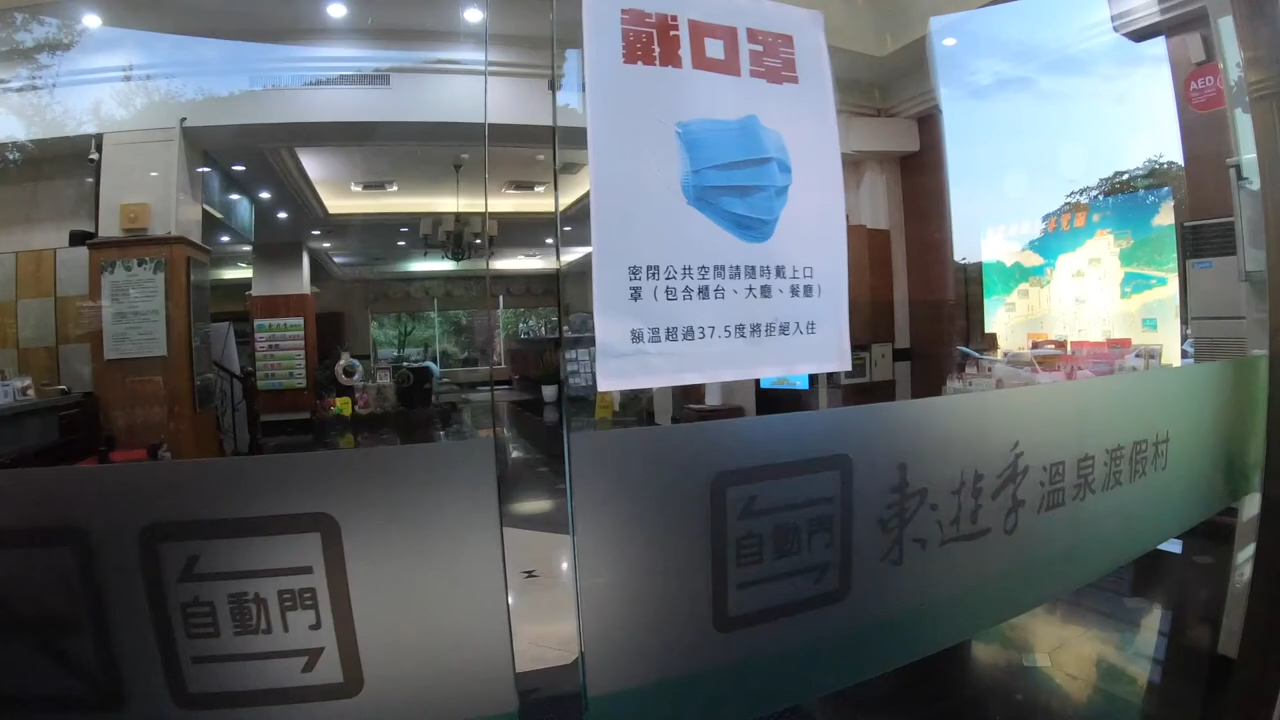 戴口罩
密閉公共空間請隨時戴上口
罩（包含櫃台、大廳、餐廳）
額溫超過37.5度將拒絕入住
AED
自動門
東遊季溫泉渡假村
自動門